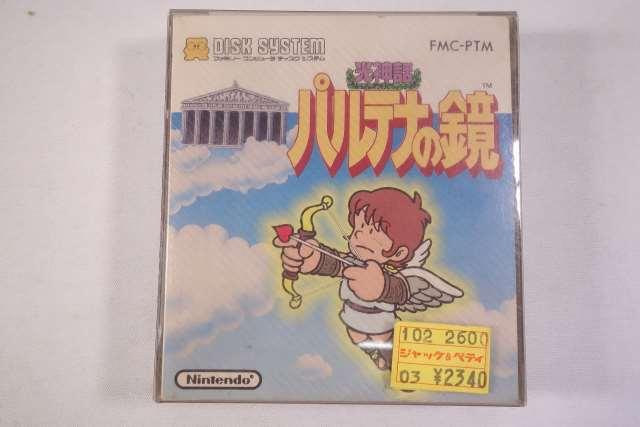 DISK SYSTEM
ファミリー コンピュータ ディスク システム
FMC-PTM
光神話
パルテナの鏡
TM
Nintendo®
102 2600
ジャック&ベティ
03 ¥2340